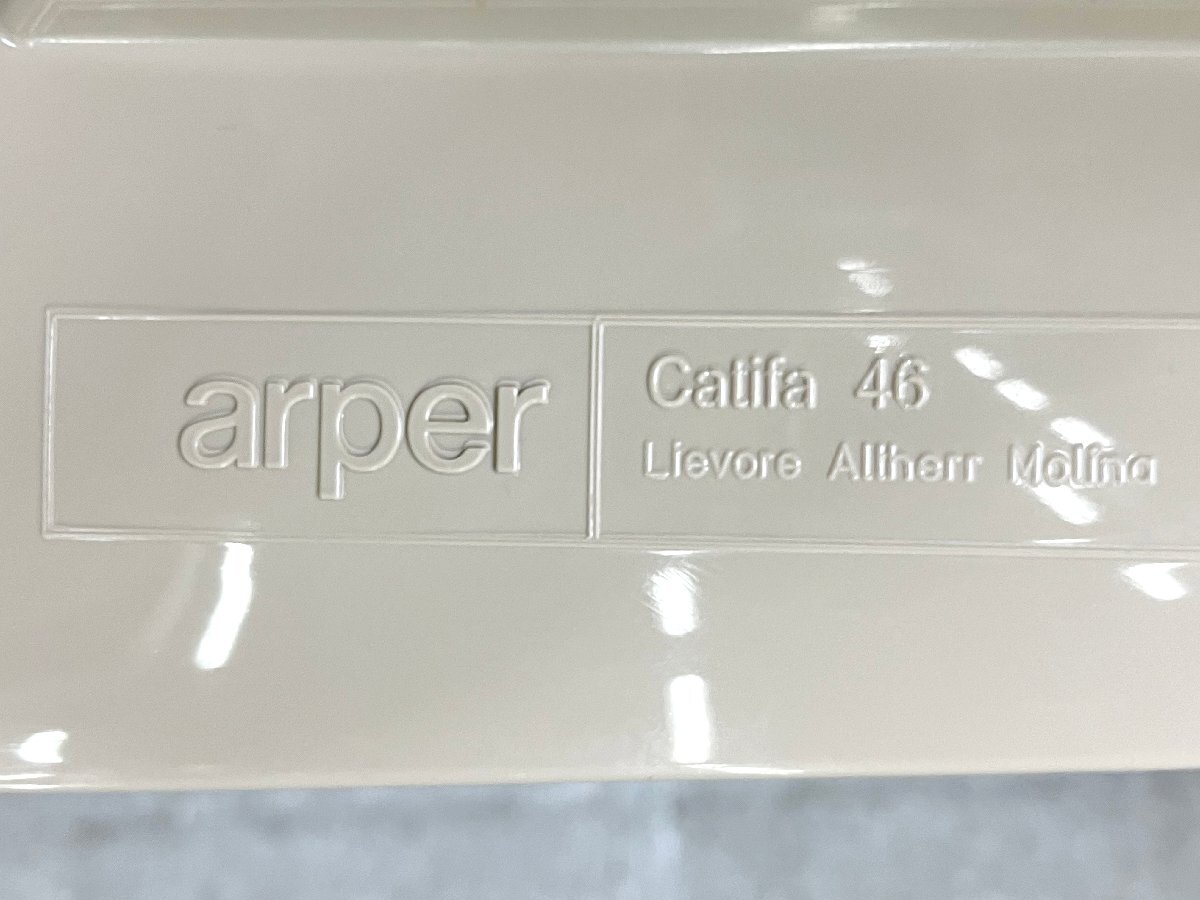 arper
Catifa 46
Lievore Altherr Molina